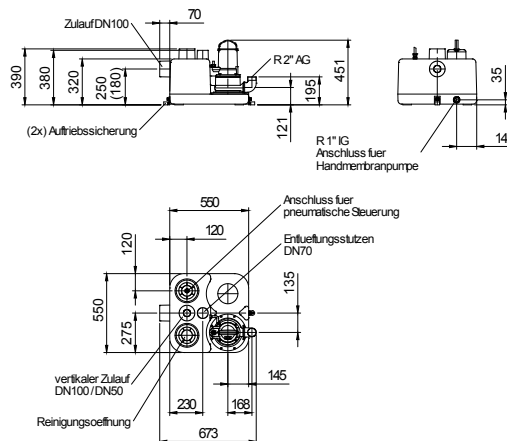 70
Zulauf DN100
R 2" AG
390
380
320
250
(180)
195
121
451
35
(2x) Auftriebssicherung
R 1" IG
Anschluss fuer
Handmembranpumpe
550
Anschluss fuer
pneumatische Steuerung
120
120
Entlueftungsstutzen
DN70
550
275
135
vertikaler Zulauf
DN100/DN50
145
230
168
Reinigungsoeffnung
673